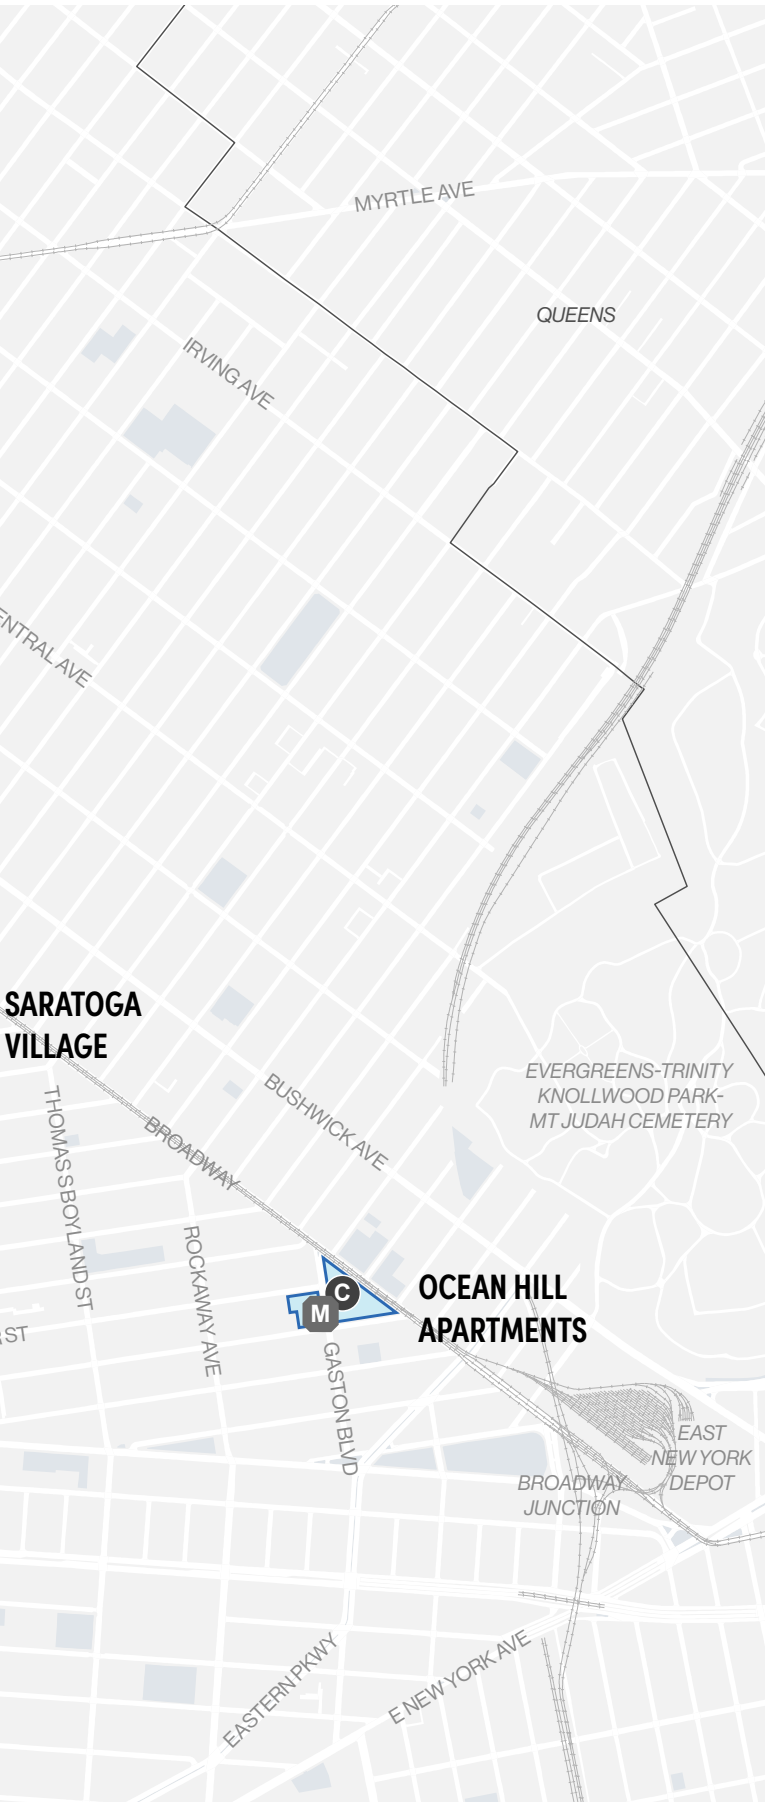 MYRTLE AVE
QUEENS
IRVING AVE
ENTRAL AVE
SARATOGA
VILLAGE
EVERGREENS-TRINITY
KNOLLWOOD PARK-
MT JUDAH CEMETERY
BUSHWICK AVE
THOMAS S BOYLAND ST
BROADWAY
ROCKAWAY AVE
C
OCEAN HILL
APARTMENTS
M
ST
GASTON BLVD
EAST
NEW YORK
DEPOT
BROADWAY
JUNCTION
EASTERN PKWY
E NEW YORK AVE